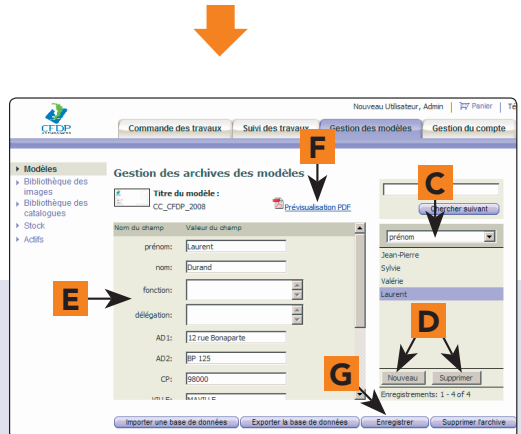 Nouveau Utilisateur, Admin | Panier | Te
CFDP
Commande des travaux
Suivi des travaux
Gestion des modèles
Gestion du compte
F
Modèles
Bibliothèque des images
Bibliothèque des catalogues
Stock
Actifs
Gestion des archives des modèles
Titre du modèle :
CC_CFDP_2008
Prévisualisation PDF
C
Chercher suivant
Nom du champ Valeur du champ
prénom: Laurent
nom: Durand
fonction:
délégation:
AD1: 12 rue Bonaparte
AD2: BP 125
CP: 98000
VILLE: MAVILLE
E
prénom
Jean-Pierre
Sylvie
Valérie
Laurent
D
Nouveau
Supprimer
G
Enregistrements: 1 - 4 of 4
Importer une base de données
Exporter la base de données
Enregistrer
Supprimer l'archive